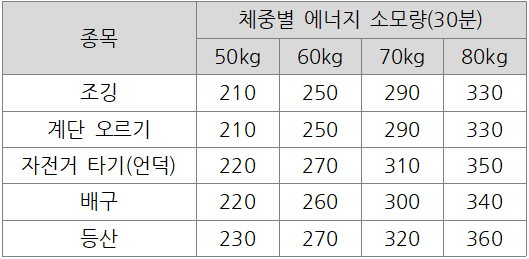 종목 체중별 에너지 소모량(30분)
50kg 60kg 70kg 80kg
조깅 210 250 290 330
계단 오르기 210 250 290 330
자전거 타기(언덕) 220 270 310 350
배구 220 260 300 340
등산 230 270 320 360